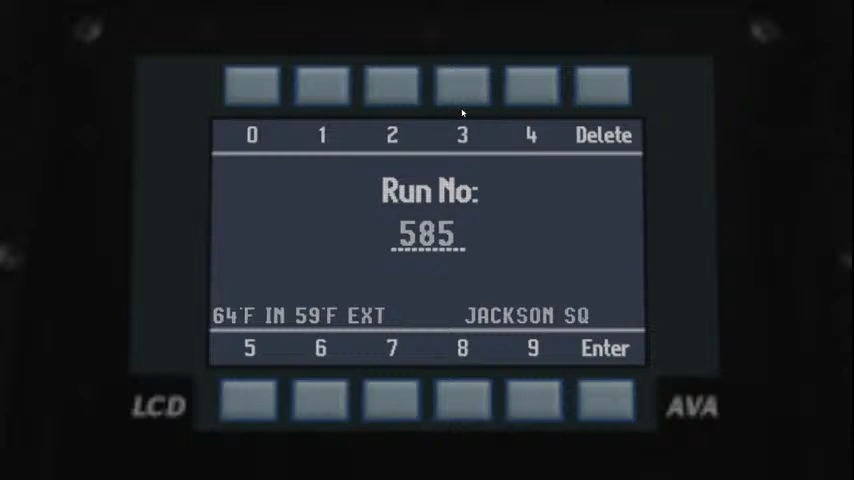 0 1 2 3 4 Delete
Run No:
585
64°F IN 59°F EXT JACKSON SQ
5 6 7 8 9 Enter
LCD AVA